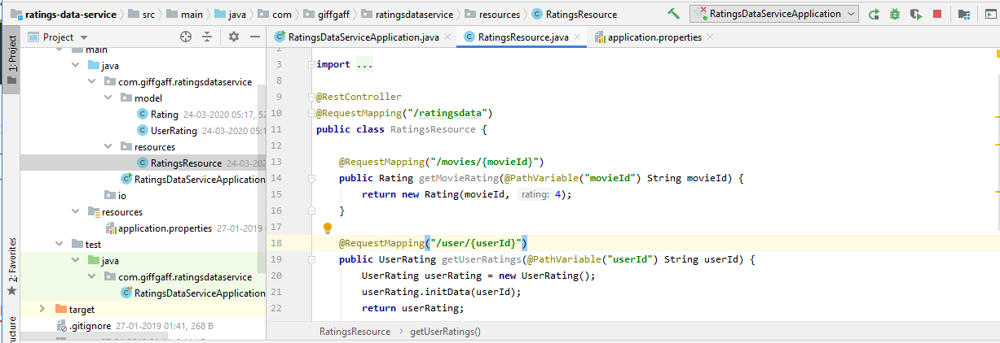 ratings-data-service src main java com giffgaff ratingsdataservice resources RatingsResource RatingsDataServiceApplication
1: Project
Project
RatingsDataServiceApplication.java RatingsResource.java application.properties
main
java
com.giffgaff.ratingsdataservice
model
Rating 24-03-2020 05:17, 52
UserRating 24-03-2020 05:1
resources
RatingsResource 24-03-202
RatingsDataServiceApplication
io
resources
application.properties 27-01-2019
test
java
com.giffgaff.ratingsdataservice
RatingsDataServiceApplication
target
.gitignore 27-01-2019 01:41, 268 B
2: Favorites
2
3 import ...
8
9 @RestController
10 @RequestMapping("/ratingsdata")
11 public class RatingsResource {
12
13 @RequestMapping("/movies/{movieId}")
14 public Rating getMovieRating(@PathVariable("movieId") String movieId) {
15 return new Rating(movieId, rating: 4);
16 }
17
18 @RequestMapping("/user/{userId}")
19 public UserRating getUserRatings(@PathVariable("userId") String userId) {
20 UserRating userRating = new UserRating();
21 userRating.initData(userId);
22 return userRating;
RatingsResource > getUserRatings()